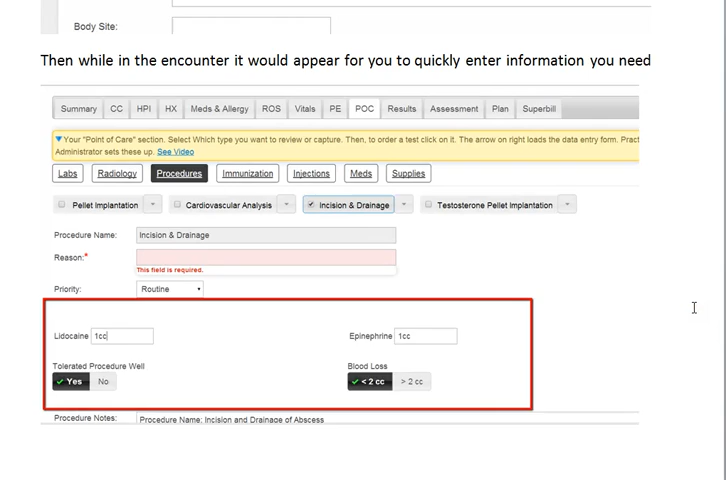 Body Site:
Then while in the encounter it would appear for you to quickly enter information you need
Summary CC HPI HX Meds & Allergy ROS Vitals PE POC Results Assessment Plan Superbill
Your "Point of Care" section. Select Which type you want to review or capture. Then, to order a test click on it. The arrow on right loads the data entry form. Pract
Administrator sets these up. See Video
Labs Radiology Procedures Immunization Injections Meds Supplies
Pellet Implantation Cardiovascular Analysis Incision & Drainage Testosterone Pellet Implantation
Procedure Name: Incision & Drainage
Reason:*
This field is required.
Priority: Routine
Lidocaine 1cc Epinephrine 1cc
Tolerated Procedure Well Blood Loss
Yes No < 2 cc > 2 cc
Procedure Notes: Procedure Name: Incision and Drainage of Abscess